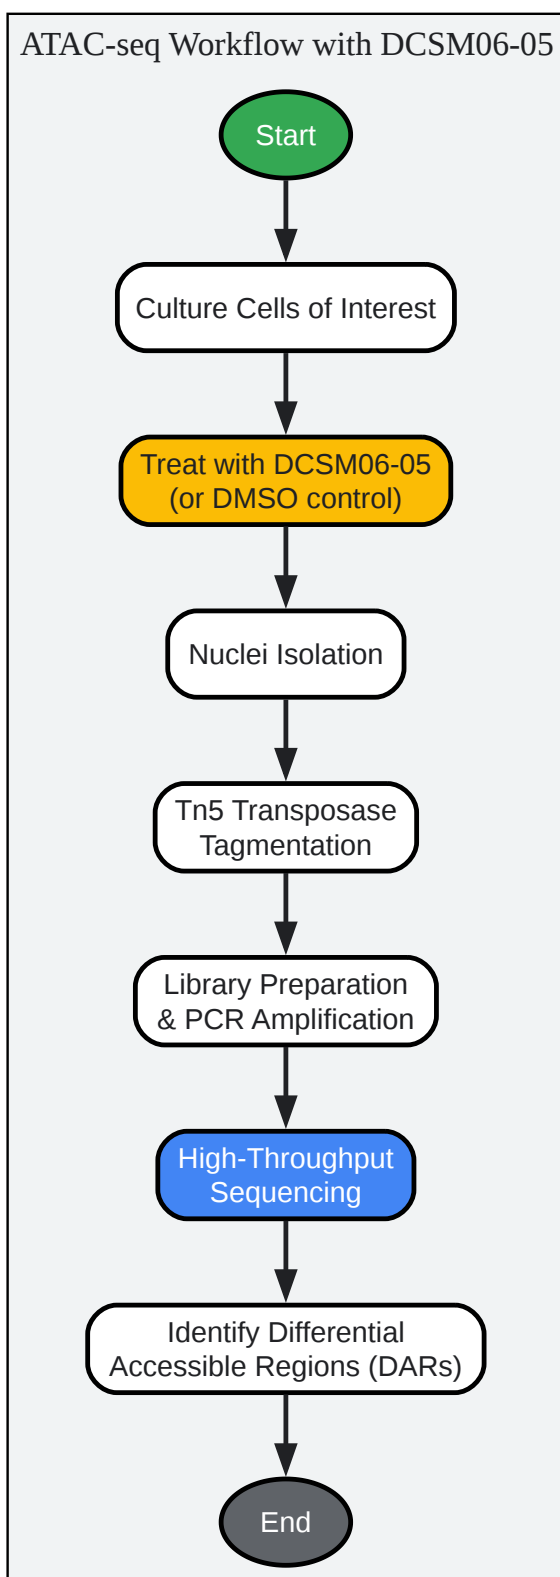 ATAC-seq Workflow with DCSM06-05
Start
Culture Cells of Interest
Treat with DCSM06-05
(or DMSO control)
Nuclei Isolation
Tn5 Transposase
Tagmentation
Library Preparation
& PCR Amplification
High-Throughput
Sequencing
Identify Differential
Accessible Regions (DARs)
End